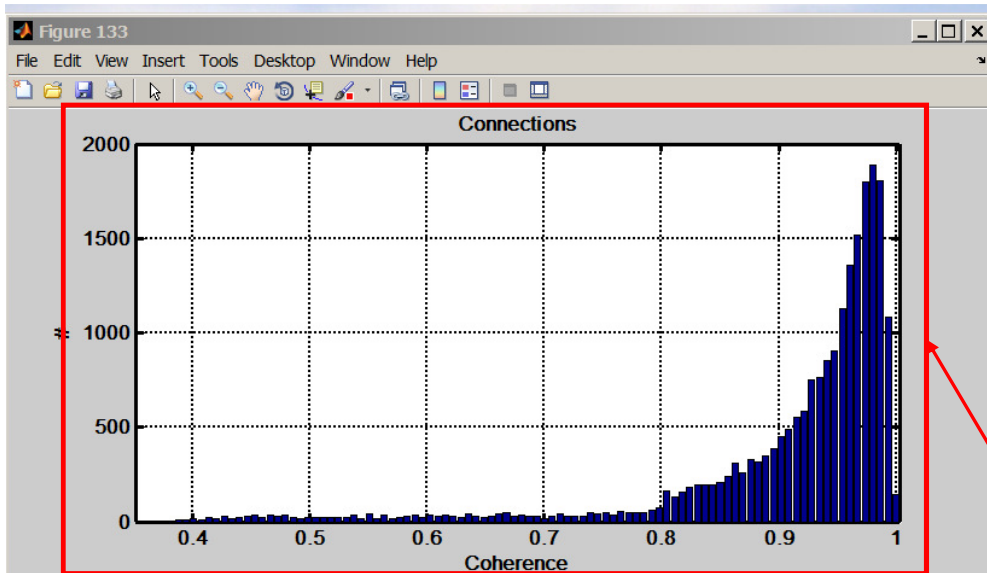 Figure 133
File Edit View Insert Tools Desktop Window Help
Connections
2000
1500
#
1000
500
0
0.4 0.5 0.6 0.7 0.8 0.9 1
Coherence